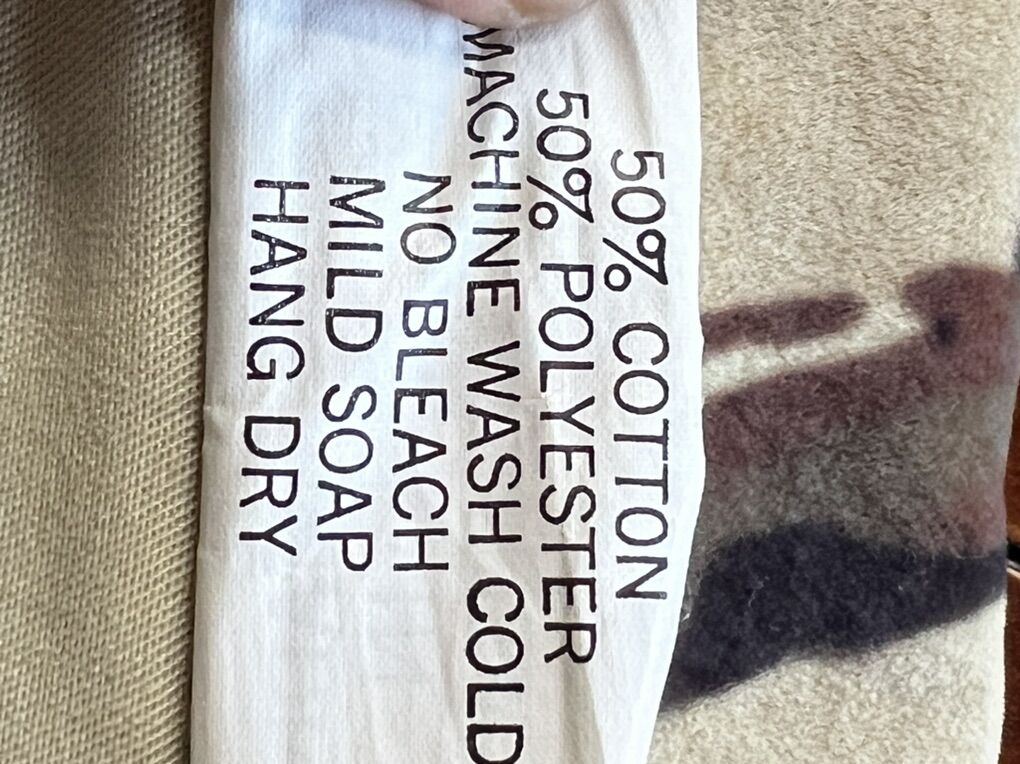 50% COTTON
50% POLYESTER
MACHINE WASH COLD
NO BLEACH
MILD SOAP
HANG DRY